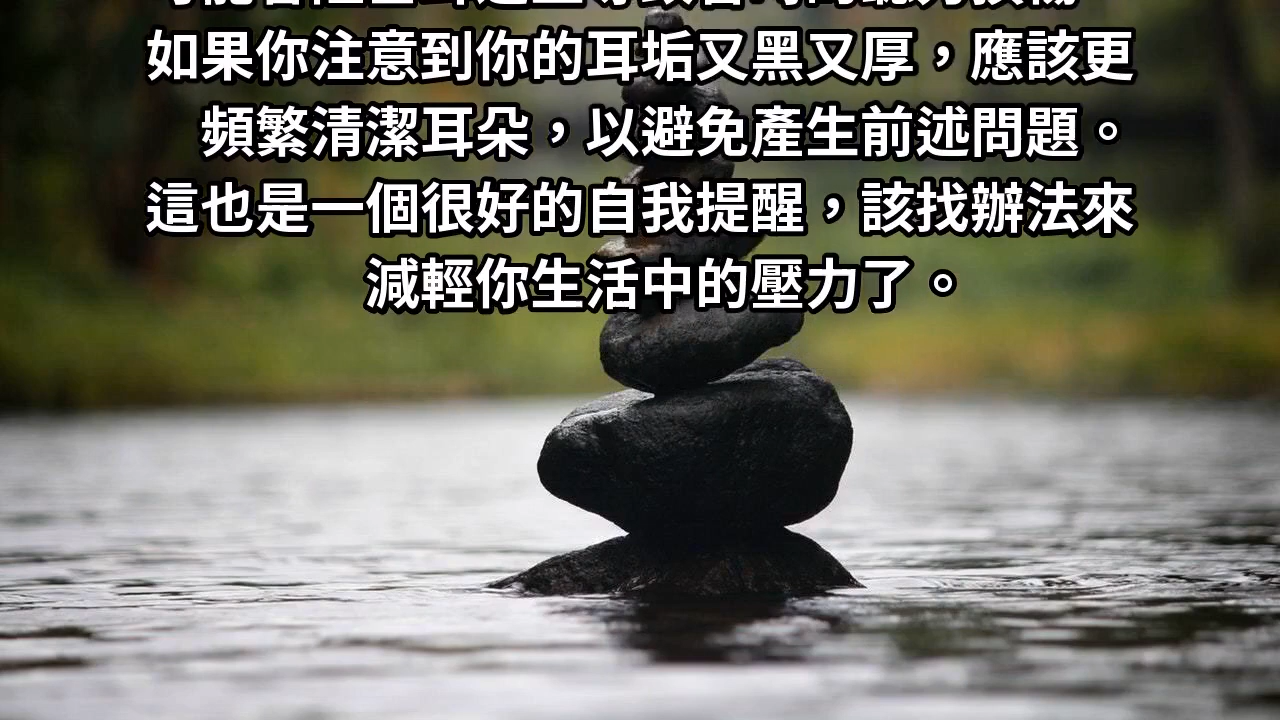 如果你注意到你的耳垢又黑又厚，應該更
頻繁清潔耳朵，以避免產生前述問題。
這也是一個很好的自我提醒，該找辦法來
減輕你生活中的壓力了。